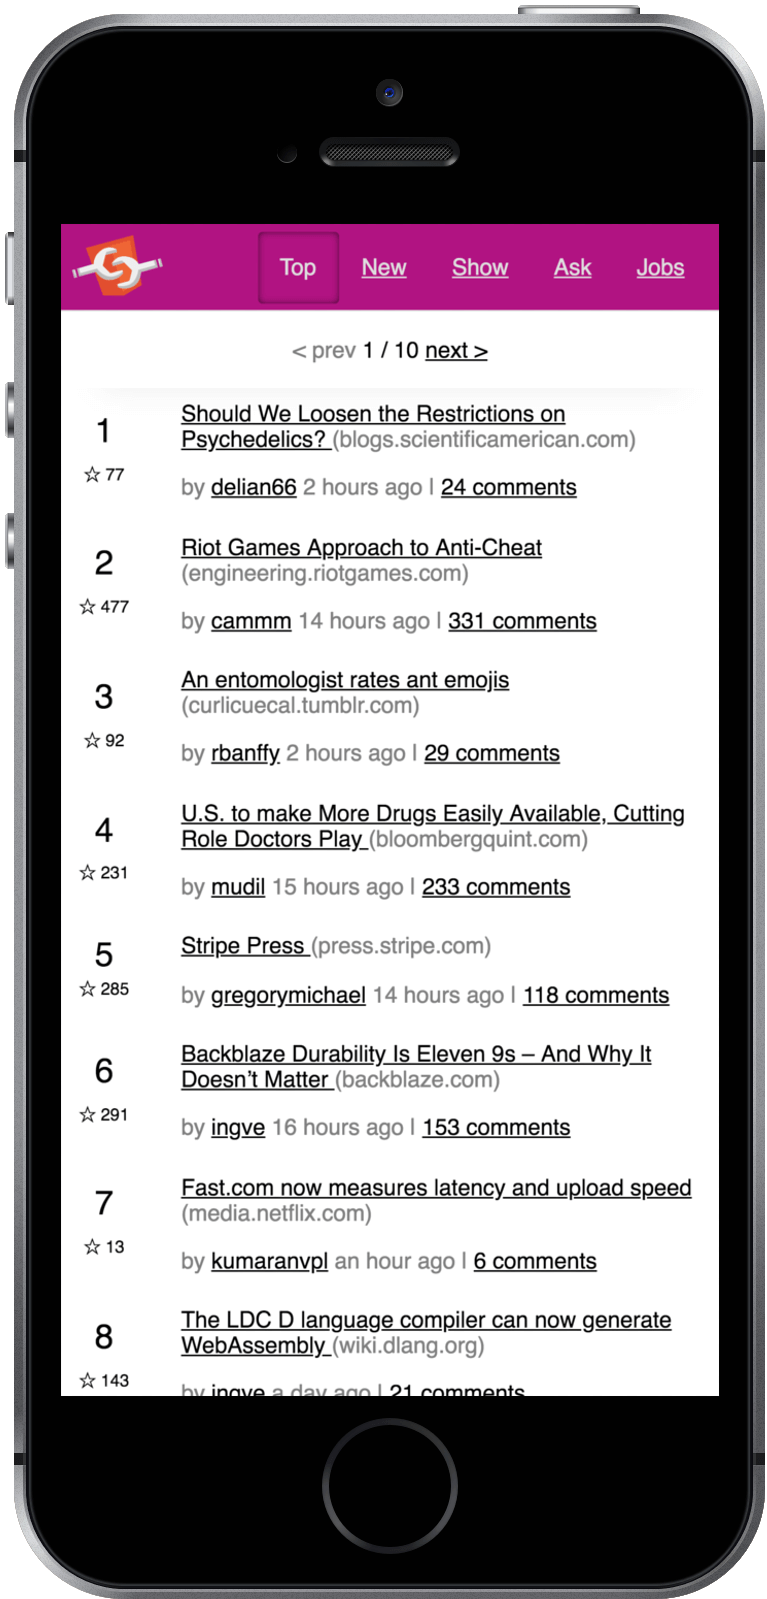 Top New Show Ask Jobs
< prev 1 / 10 next >
1
☆ 77
Should We Loosen the Restrictions on
Psychedelics? (blogs.scientificamerican.com)
by delian66 2 hours ago | 24 comments
2
☆ 477
Riot Games Approach to Anti-Cheat
(engineering.riotgames.com)
by cammm 14 hours ago | 331 comments
3
☆ 92
An entomologist rates ant emojis
(curlicuecal.tumblr.com)
by rbanffy 2 hours ago | 29 comments
4
☆ 231
U.S. to make More Drugs Easily Available, Cutting
Role Doctors Play (bloombergquint.com)
by mudil 15 hours ago | 233 comments
5
☆ 285
Stripe Press (press.stripe.com)
by gregorymichael 14 hours ago | 118 comments
6
☆ 291
Backblaze Durability Is Eleven 9s – And Why It
Doesn’t Matter (backblaze.com)
by ingve 16 hours ago | 153 comments
7
☆ 13
Fast.com now measures latency and upload speed
(media.netflix.com)
by kumaranvpl an hour ago | 6 comments
8
☆ 143
The LDC D language compiler can now generate
WebAssembly (wiki.dlang.org)
by ingve a day ago | 21 comments